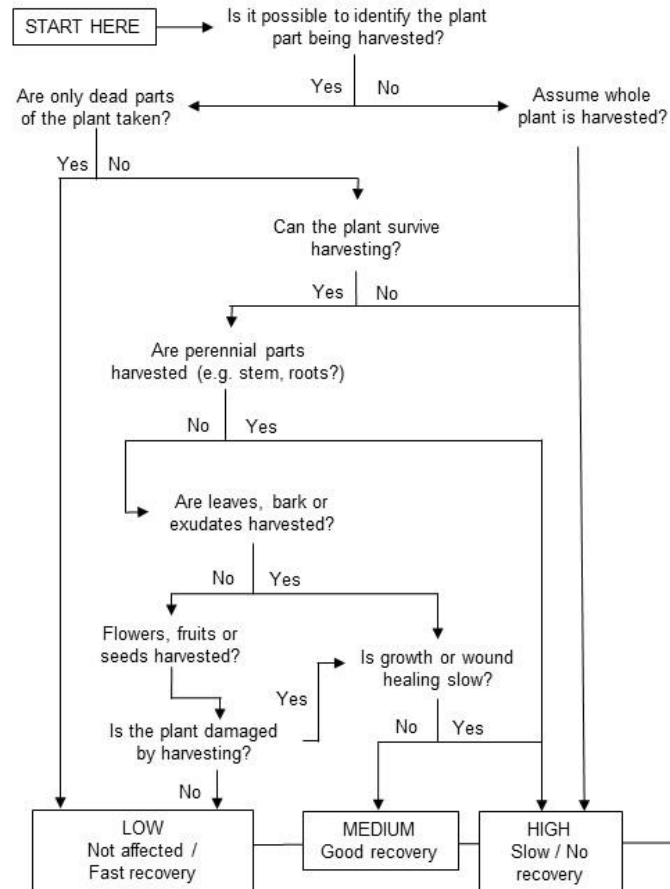 START HERE
Is it possible to identify the plant
part being harvested?
Yes No
Are only dead parts
of the plant taken?
Assume whole
plant is harvested?
Yes No
Can the plant survive
harvesting?
Yes No
Are perennial parts
harvested (e.g. stem, roots?)
No Yes
Are leaves, bark or
exudates harvested?
No Yes
Flowers, fruits or
seeds harvested?
Is growth or wound
healing slow?
Yes
Is the plant damaged
by harvesting?
No Yes
No
LOW
Not affected /
Fast recovery
MEDIUM
Good recovery
HIGH
Slow / No
recovery